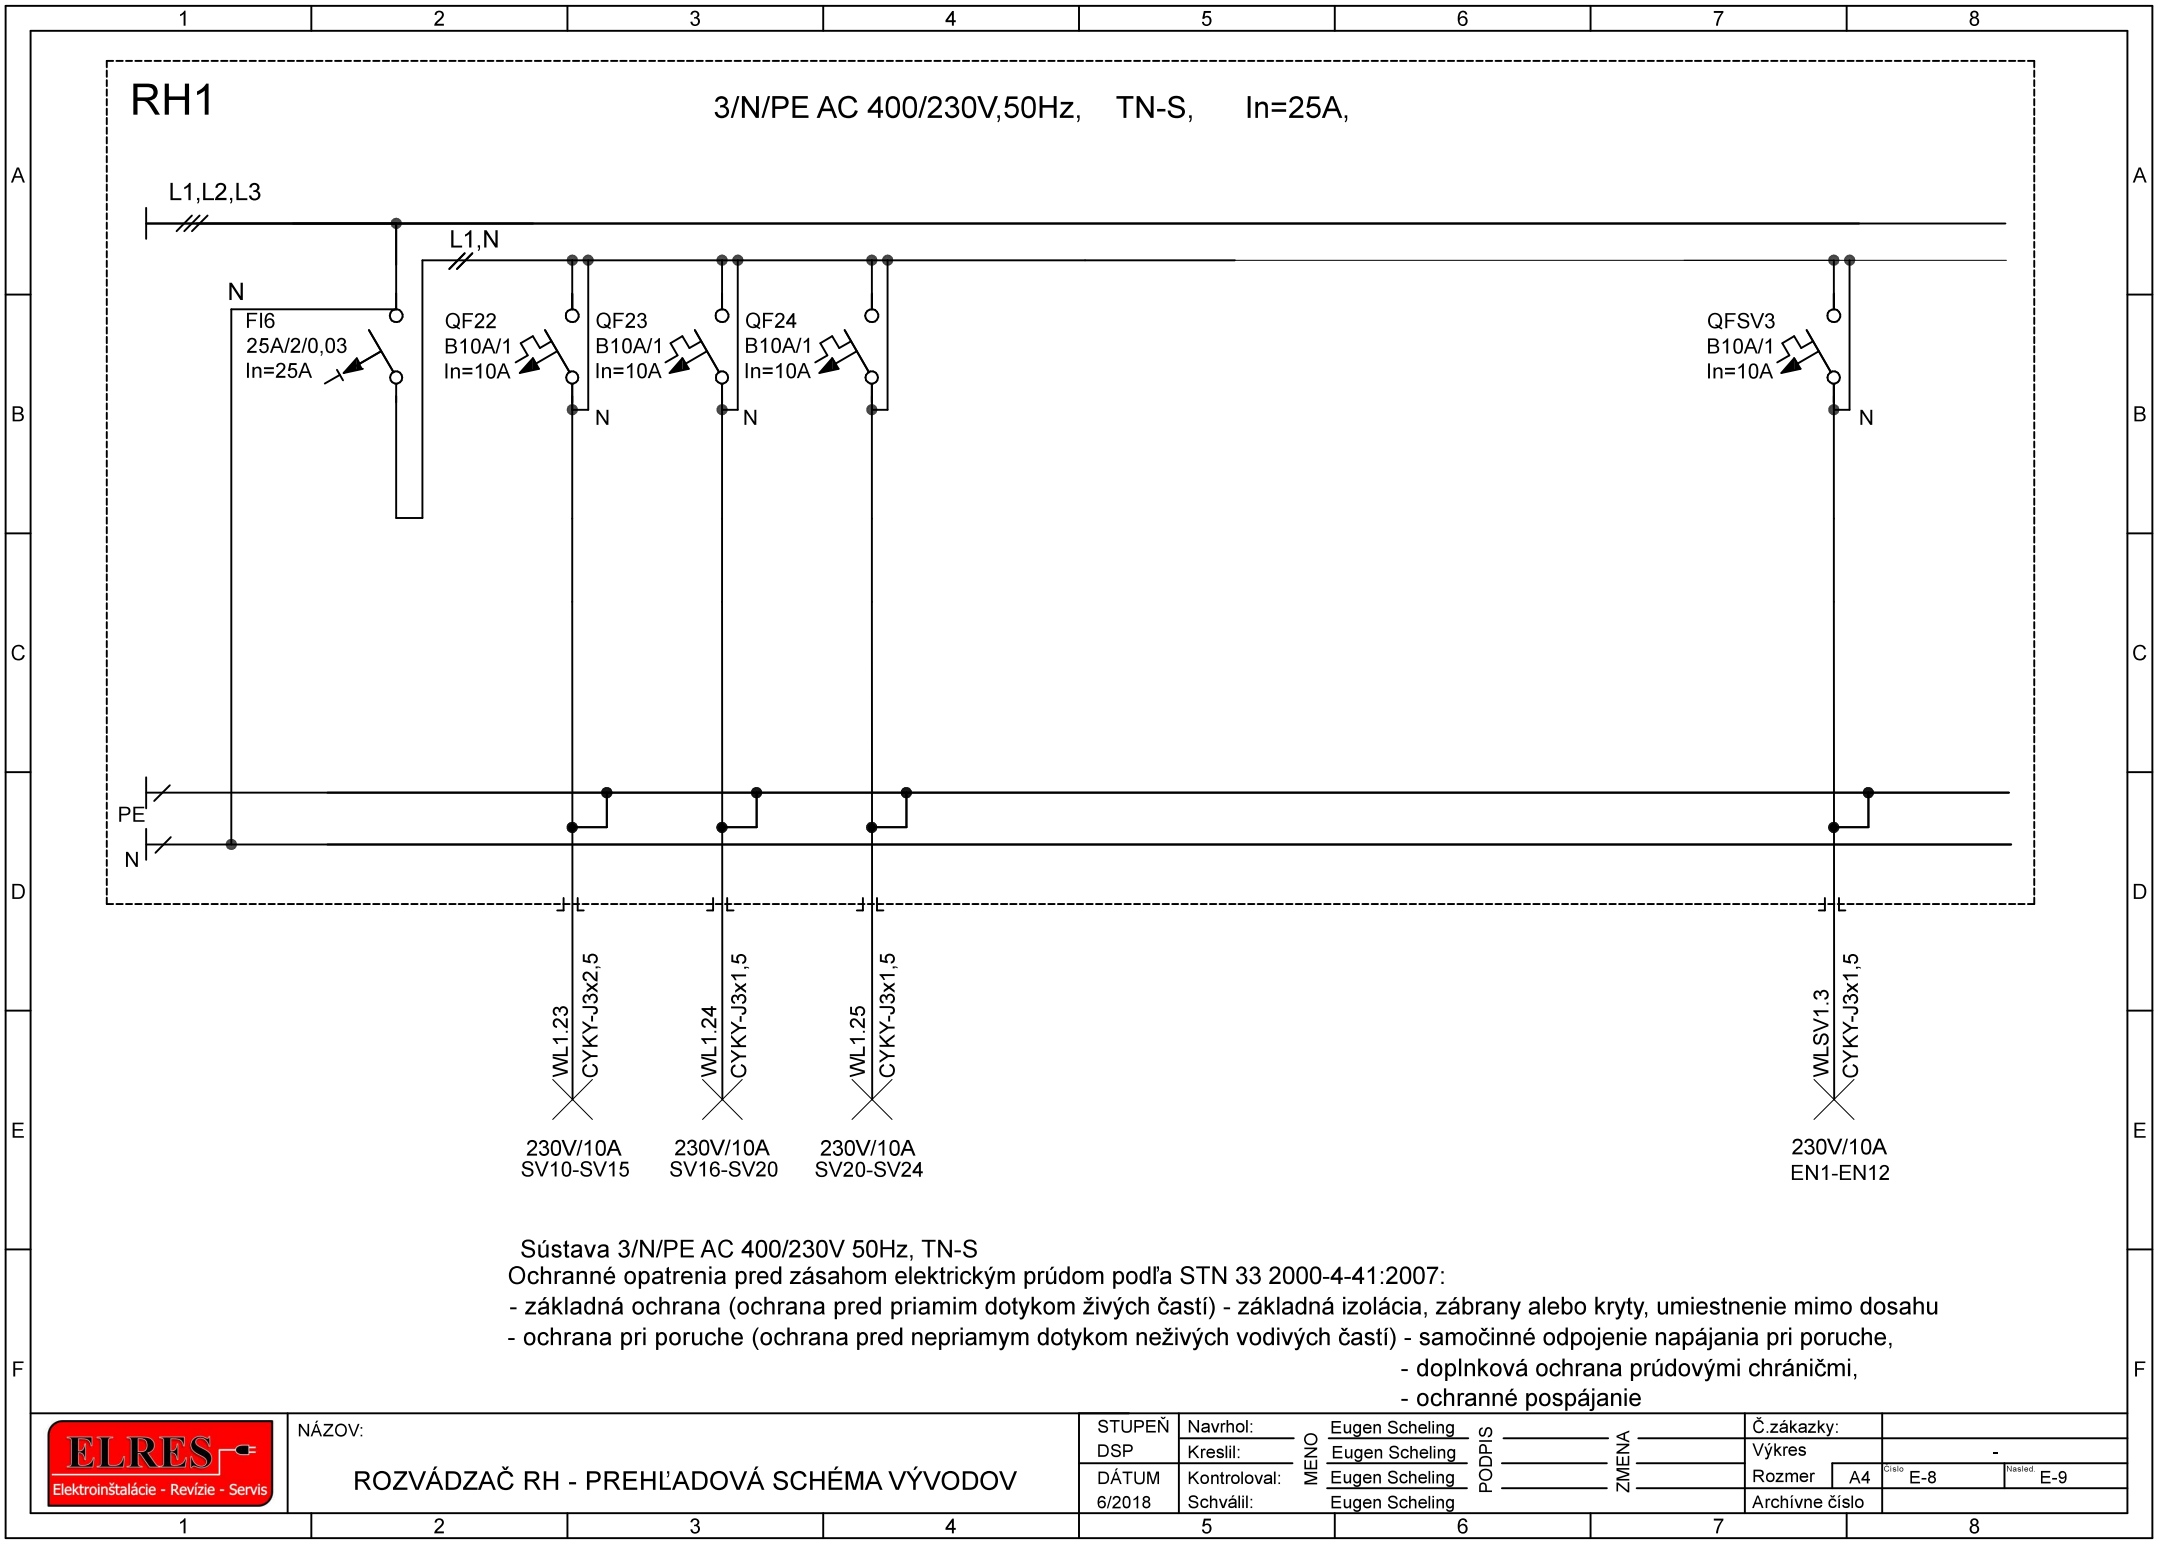 1 2 3 4 5 6 7 8
RH1
3/N/PE AC 400/230V,50Hz, TN-S, In=25A,
A A
L1,L2,L3
L1,N
N
FI6
25A/2/0,03
In=25A
QF22
B10A/1
In=10A
QF23
B10A/1
In=10A
QF24
B10A/1
In=10A
QFSV3
B10A/1
In=10A
B B
N
N
N
C C
PE
N
D D
WL1.23
CYKY-J3x2,5
WL1.24
CYKY-J3x1,5
WL1.25
CYKY-J3x1,5
WLSV1.3
CYKY-J3x1,5
E E
230V/10A
SV10-SV15
230V/10A
SV16-SV20
230V/10A
SV20-SV24
230V/10A
EN1-EN12
Sústava 3/N/PE AC 400/230V 50Hz, TN-S
Ochranné opatrenia pred zásahom elektrickým prúdom podľa STN 33 2000-4-41:2007:
- základná ochrana (ochrana pred priamim dotykom živých častí) - základná izolácia, zábrany alebo kryty, umiestnenie mimo dosahu
- ochrana pri poruche (ochrana pred nepriamym dotykom neživých vodivých častí) - samočinné odpojenie napájania pri poruche,
F F
- doplnková ochrana prúdovými chráničmi,
- ochranné pospájanie
ELRES
Elektroinštalácie - Revízie - Servis
NÁZOV:
ROZVÁDZAČ RH - PREHĽADOVÁ SCHÉMA VÝVODOV
STUPEŇ
DSP
DÁTUM
6/2018
Navrhol:
Kreslil:
Kontroloval:
Schválil:
MENO
Eugen Scheling
Eugen Scheling
Eugen Scheling
Eugen Scheling
PODPIS
ZMENA
Č.zákazky:
Výkres -
Rozmer A4 Číslo E-8 Nasled. E-9
Archívne číslo
1 2 3 4 5 6 7 8